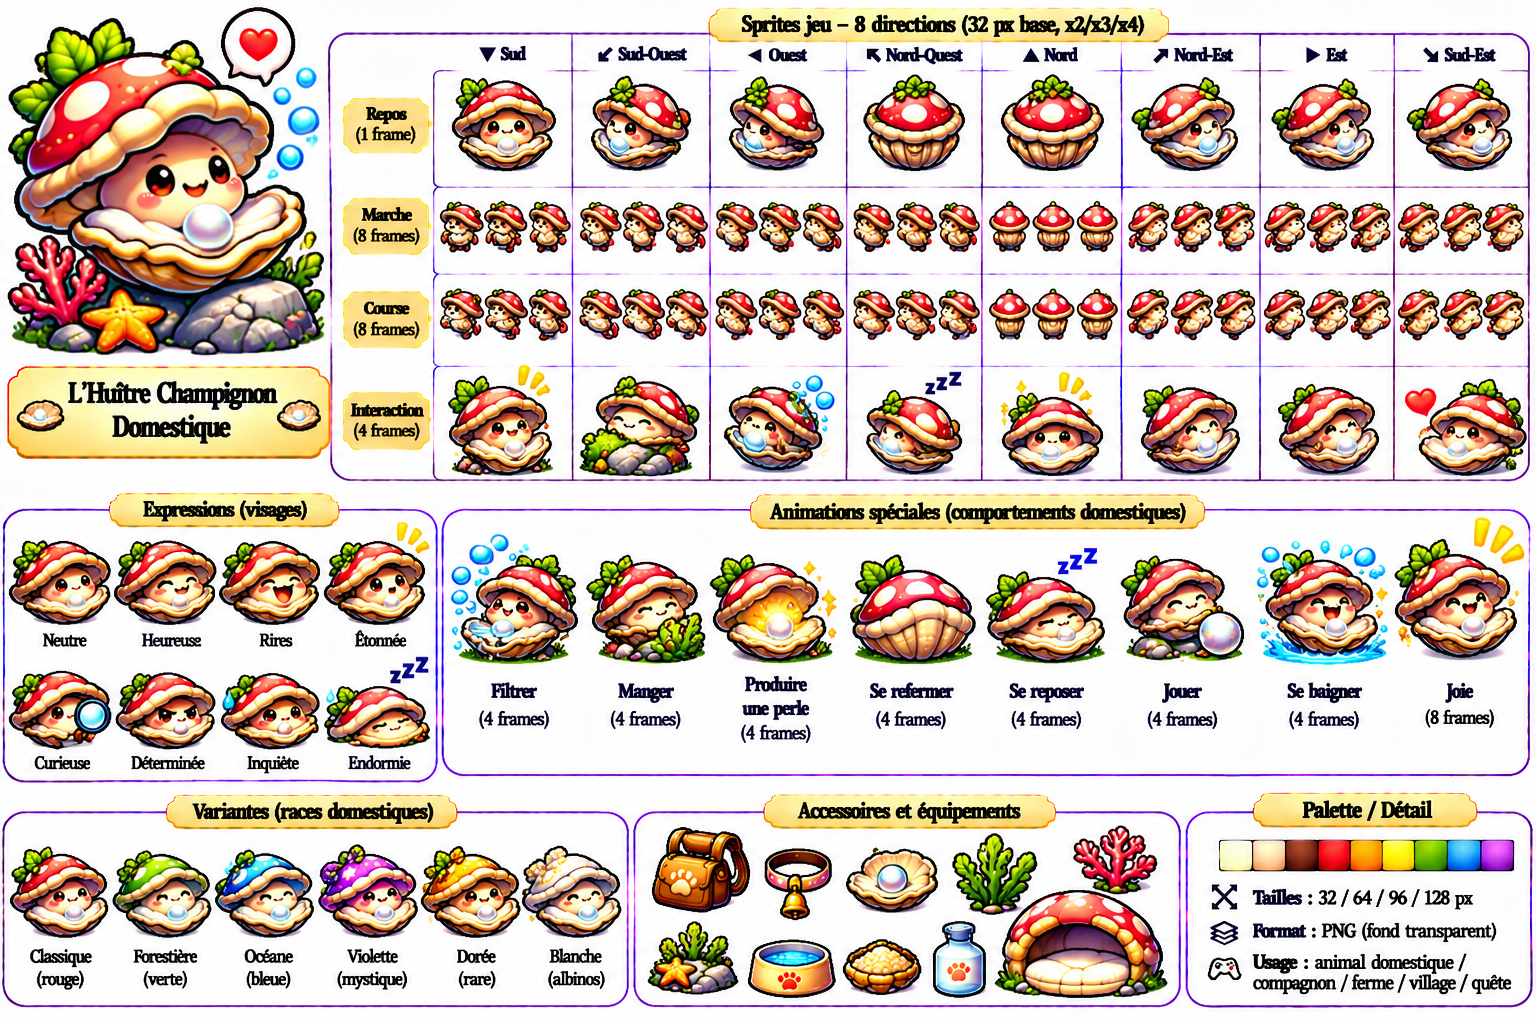 Sprites jeu – 8 directions (32 px base, x2/x3/x4)
▼ Sud
↙ Sud-Ouest
◄ Ouest
↖ Nord-Quest
▲ Nord
↗ Nord-Est
► Est
↘ Sud-Est
Repos
(1 frame)
Marche
(8 frames)
Course
(8 frames)
Interaction
(4 frames)
zzz
L'Huître Champignon
Domestique
Expressions (visages)
Neutre
Heureuse
Rires
Étonnée
zzz
Curieuse
Déterminée
Inquiète
Endormie
Animations spéciales (comportements domestiques)
zzz
Filtrer
(4 frames)
Manger
(4 frames)
Produire
une perle
(4 frames)
Se refermer
(4 frames)
Se reposer
(4 frames)
Jouer
(4 frames)
Se baigner
(4 frames)
Joie
(8 frames)
Variantes (races domestiques)
Classique
(rouge)
Forestière
(verte)
Océane
(bleue)
Violette
(mystique)
Dorée
(rare)
Blanche
(albinos)
Accessoires et équipements
Palette / Détail
Tailles : 32 / 64 / 96 / 128 px
Format : PNG (fond transparent)
Usage : animal domestique /
compagnon / ferme / village / quête